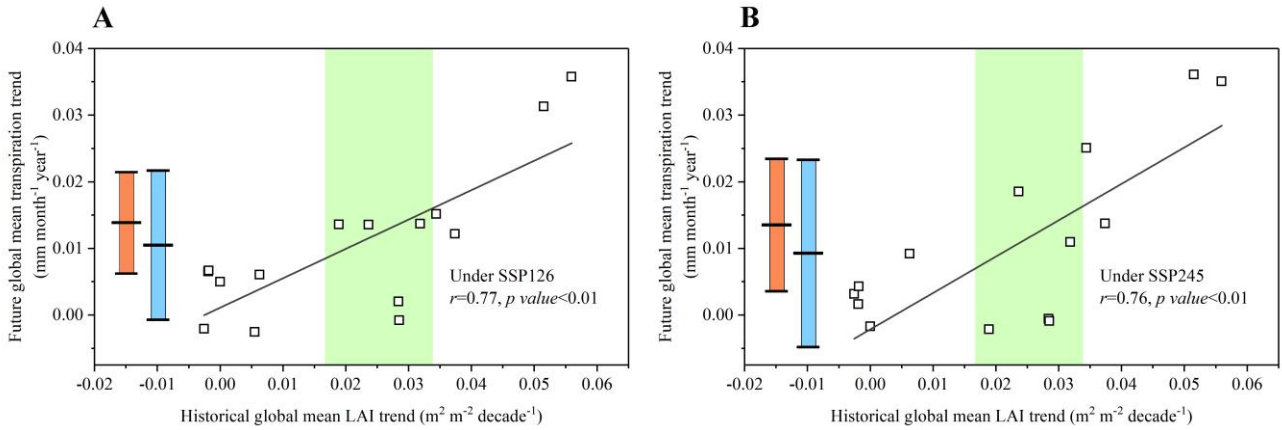 A
Future global mean transpiration trend
(mm month⁻¹ year⁻¹)
0.04
0.03
0.02
0.01
0.00
Under SSP126
r=0.77, p value<0.01
-0.02 -0.01 0.00 0.01 0.02 0.03 0.04 0.05 0.06
Historical global mean LAI trend (m² m⁻² decade⁻¹)
B
Future global mean transpiration trend
(mm month⁻¹ year⁻¹)
0.04
0.03
0.02
0.01
0.00
Under SSP245
r=0.76, p value<0.01
-0.02 -0.01 0.00 0.01 0.02 0.03 0.04 0.05 0.06
Historical global mean LAI trend (m² m⁻² decade⁻¹)